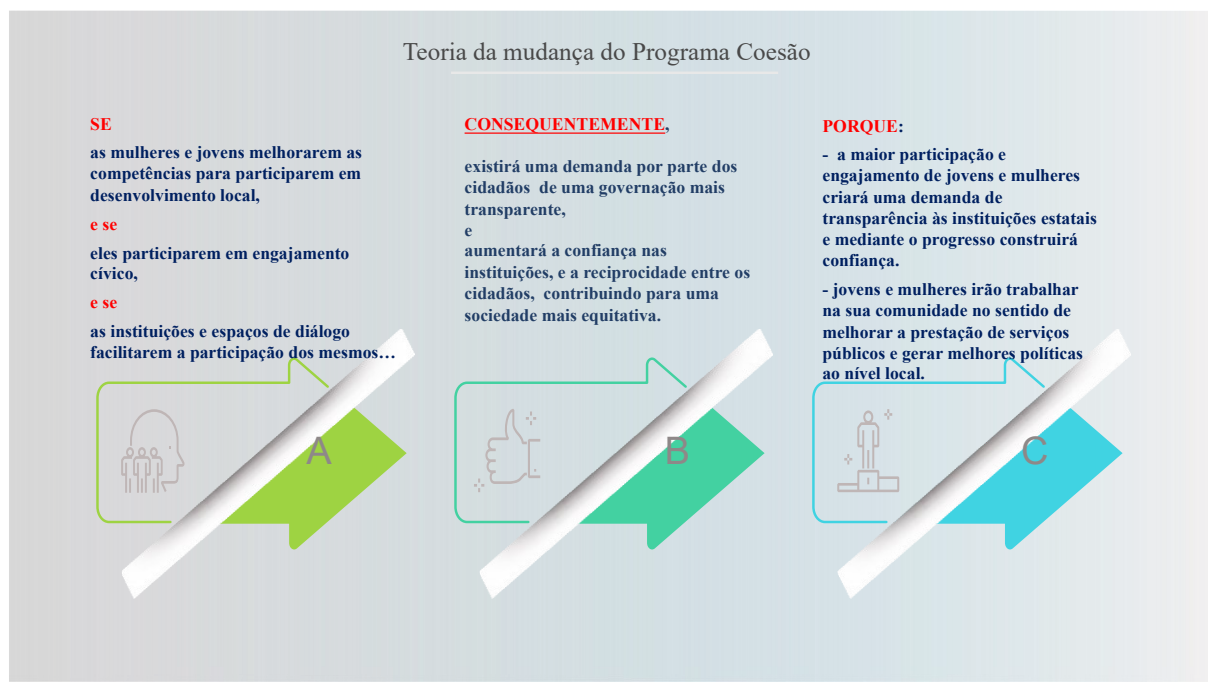 Teoria da mudança do Programa Coesão
SE
as mulheres e jovens melhorarem as
competências para participarem em
desenvolvimento local,
e se
eles participarem em engajamento
cívico,
e se
as instituições e espaços de diálogo
facilitarem a participação dos mesmos…
A
CONSEQUENTEMENTE,
existirá uma demanda por parte dos
cidadãos de uma governação mais
transparente,
e
aumentará a confiança nas
instituições, e a reciprocidade entre os
cidadãos, contribuindo para uma
sociedade mais equitativa.
B
PORQUE:
- a maior participação e
engajamento de jovens e mulheres
criará uma demanda de
transparência às instituições estatais
e mediante o progresso construirá
confiança.
- jovens e mulheres irão trabalhar
na sua comunidade no sentido de
melhorar a prestação de serviços
públicos e gerar melhores políticas
ao nível local.
C